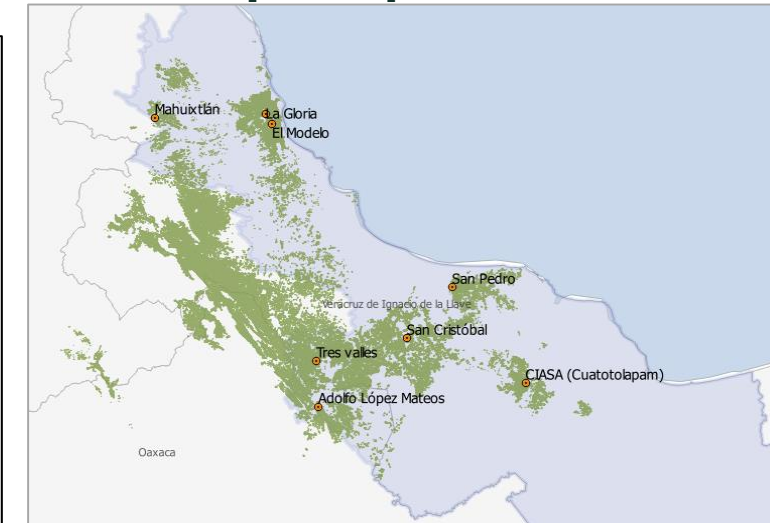 Mahuixtlán
La Gloria
El Modelo
San Pedro
Veracruz de Ignacio de la Llave
San Cristóbal
Tres valles
CIASA (Cuatotolapam)
Adolfo López Mateos
Oaxaca